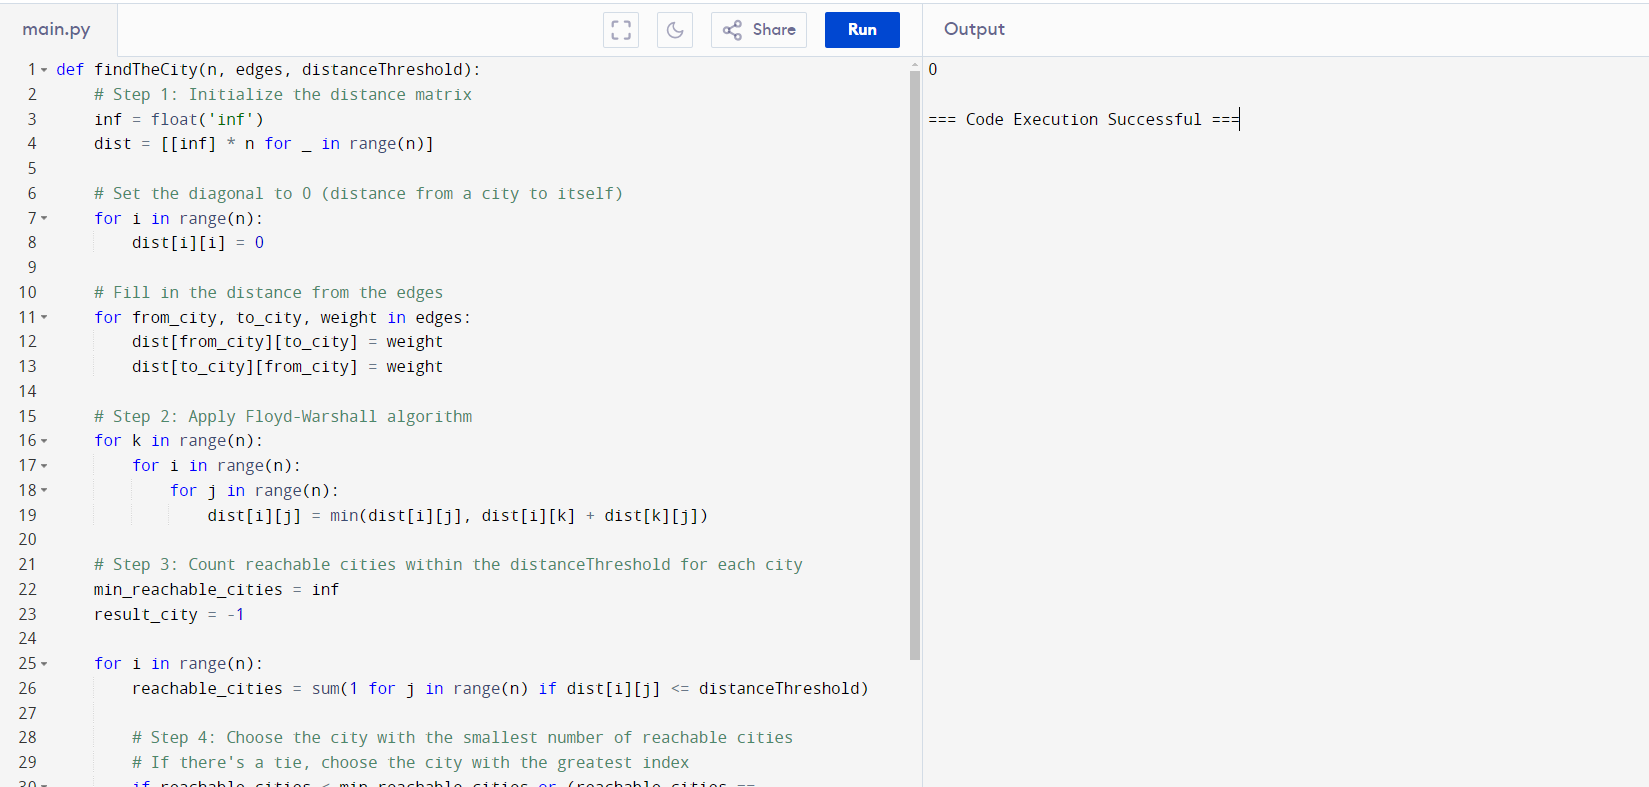 main.py
Share
Run
Output
1 def findTheCity(n, edges, distanceThreshold):
2 # Step 1: Initialize the distance matrix
3 inf = float('inf')
4 dist = [[inf] * n for _ in range(n)]
5
6 # Set the diagonal to 0 (distance from a city to itself)
7 for i in range(n):
8 dist[i][i] = 0
9
10 # Fill in the distance from the edges
11 for from_city, to_city, weight in edges:
12 dist[from_city][to_city] = weight
13 dist[to_city][from_city] = weight
14
15 # Step 2: Apply Floyd-Warshall algorithm
16 for k in range(n):
17 for i in range(n):
18 for j in range(n):
19 dist[i][j] = min(dist[i][j], dist[i][k] + dist[k][j])
20
21 # Step 3: Count reachable cities within the distanceThreshold for each city
22 min_reachable_cities = inf
23 result_city = -1
24
25 for i in range(n):
26 reachable_cities = sum(1 for j in range(n) if dist[i][j] <= distanceThreshold)
27
28 # Step 4: Choose the city with the smallest number of reachable cities
29 # If there's a tie, choose the city with the greatest index
30 if reachable_cities < min_reachable_cities or (reachable_cities ==
0
=== Code Execution Successful ===